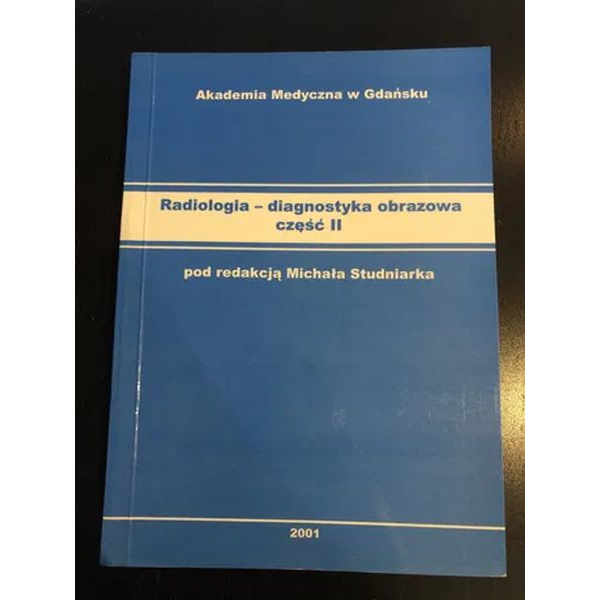 Akademia Medyczna w Gdańsku
Radiologia – diagnostyka obrazowa
część II
pod redakcją Michała Studniarka
2001